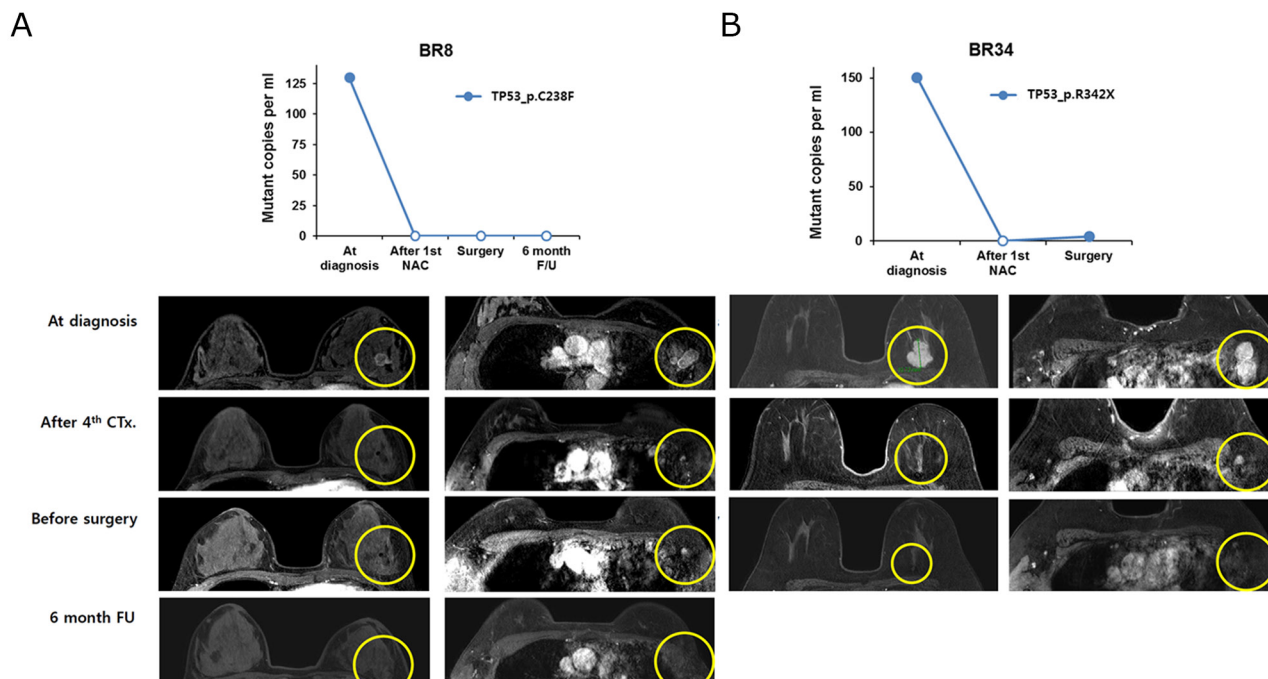 A
BR8
Mutant copies per ml
125
100
75
50
25
0
TP53_p.C238F
At diagnosis
After 1st NAC
Surgery
6 month F/U
B
BR34
Mutant copies per ml
150
100
50
0
TP53_p.R342X
At diagnosis
After 1st NAC
Surgery
At diagnosis
After 4th CTx.
Before surgery
6 month FU